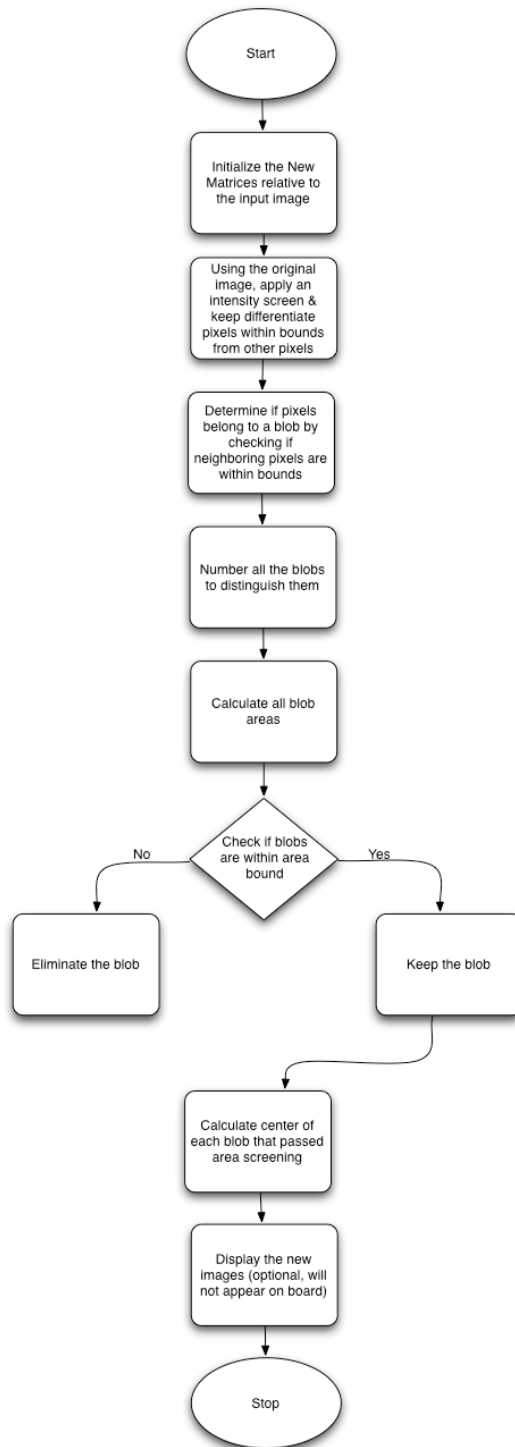 Start
Initialize the New
Matrices relative to
the input image
Using the original
image, apply an
intensity screen &
keep differentiate
pixels within bounds
from other pixels
Determine if pixels
belong to a blob by
checking if
neighboring pixels are
within bounds
Number all the blobs
to distinguish them
Calculate all blob
areas
Check if blobs
are within area
bound
No
Yes
Eliminate the blob
Keep the blob
Calculate center of
each blob that passed
area screening
Display the new
images (optional, will
not appear on board)
Stop